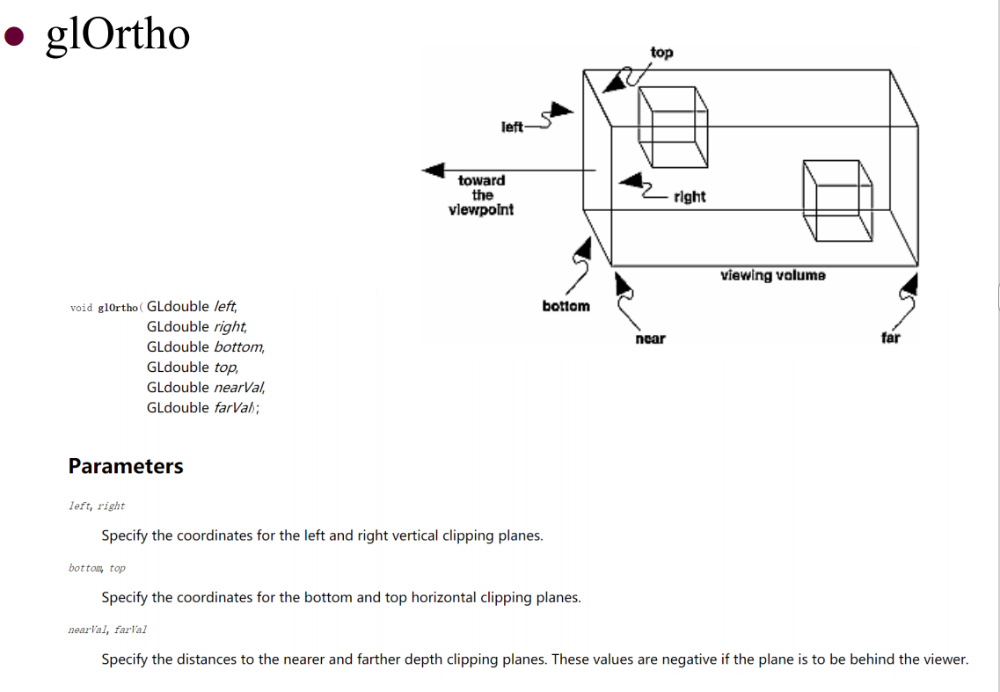 • glOrtho
top
left
toward
the
viewpoint
right
viewing volume
bottom
near
far
void glOrtho( GLdouble left,
GLdouble right,
GLdouble bottom,
GLdouble top,
GLdouble nearVal,
GLdouble farVal);
Parameters
left, right
Specify the coordinates for the left and right vertical clipping planes.
bottom, top
Specify the coordinates for the bottom and top horizontal clipping planes.
nearVal, farVal
Specify the distances to the nearer and farther depth clipping planes. These values are negative if the plane is to be behind the viewer.